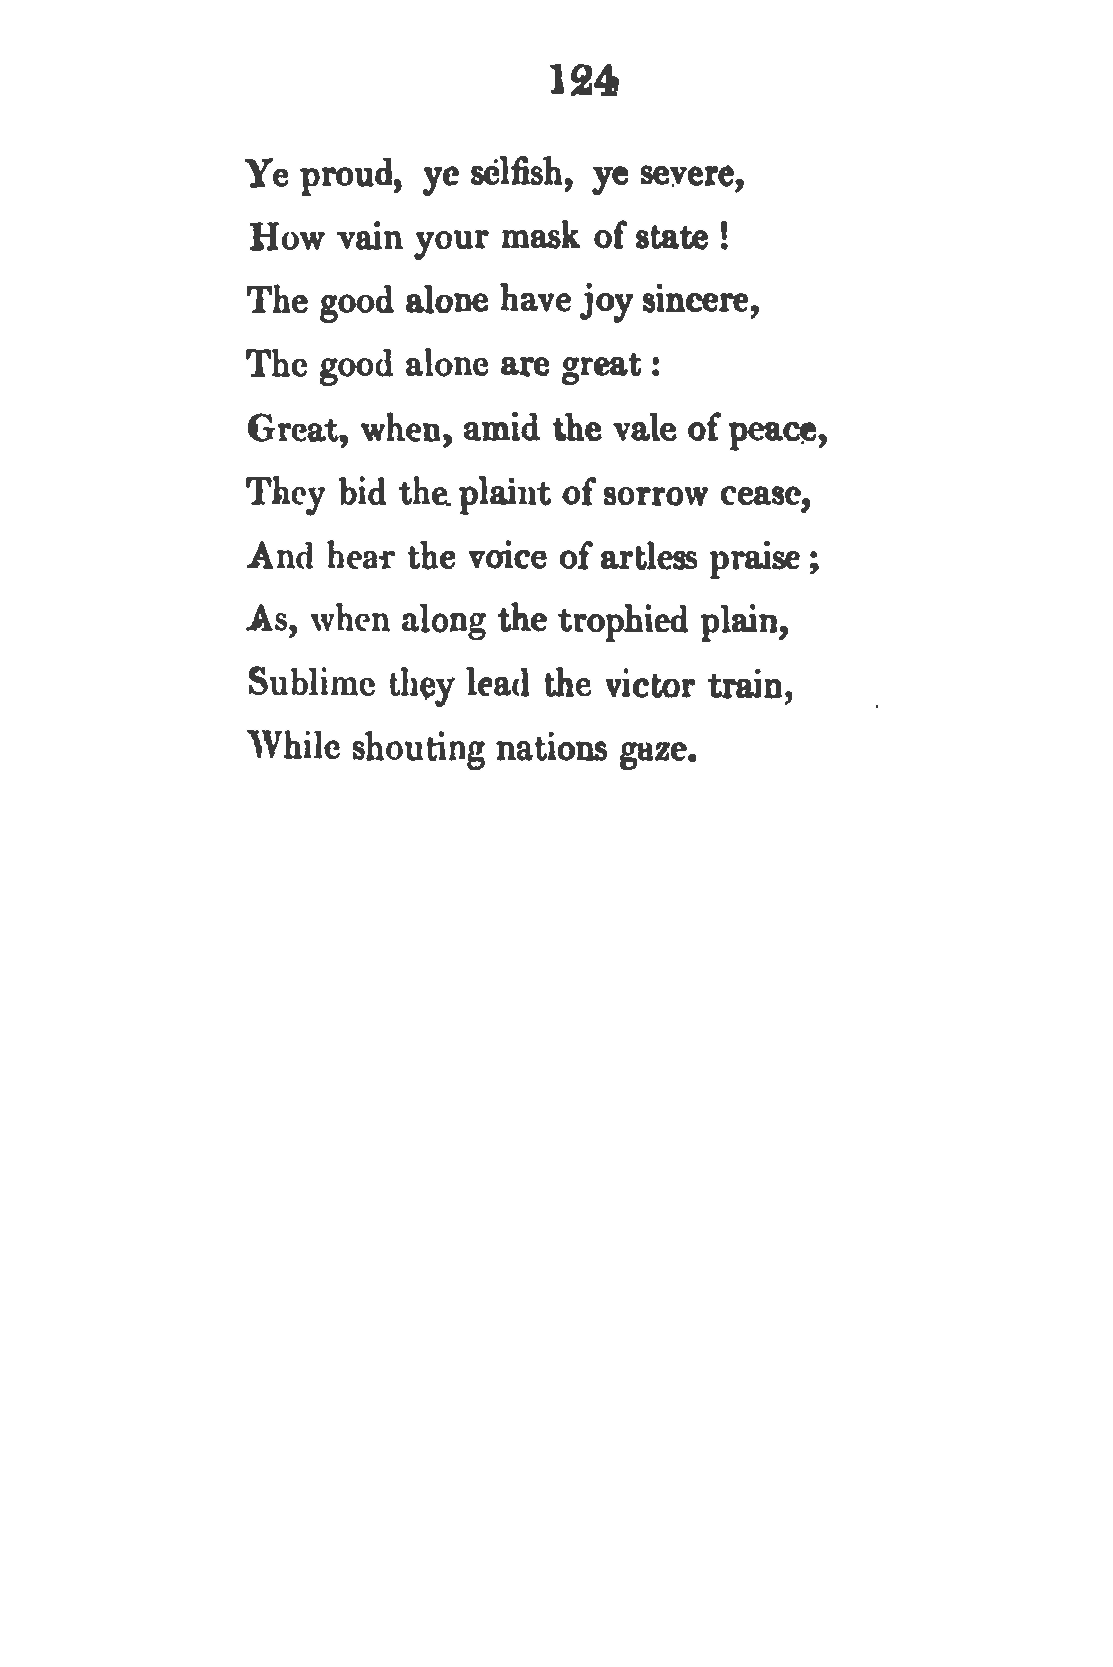 124
Ye proud, ye selfish, ye severe,
How vain your mask of state !
The good alone have joy sincere,
The good alone are great :
Great, when, amid the vale of peace,
They bid the plaint of sorrow cease,
And hear the voice of artless praise ;
As, when along the trophied plain,
Sublime they lead the victor train,
While shouting nations gaze.